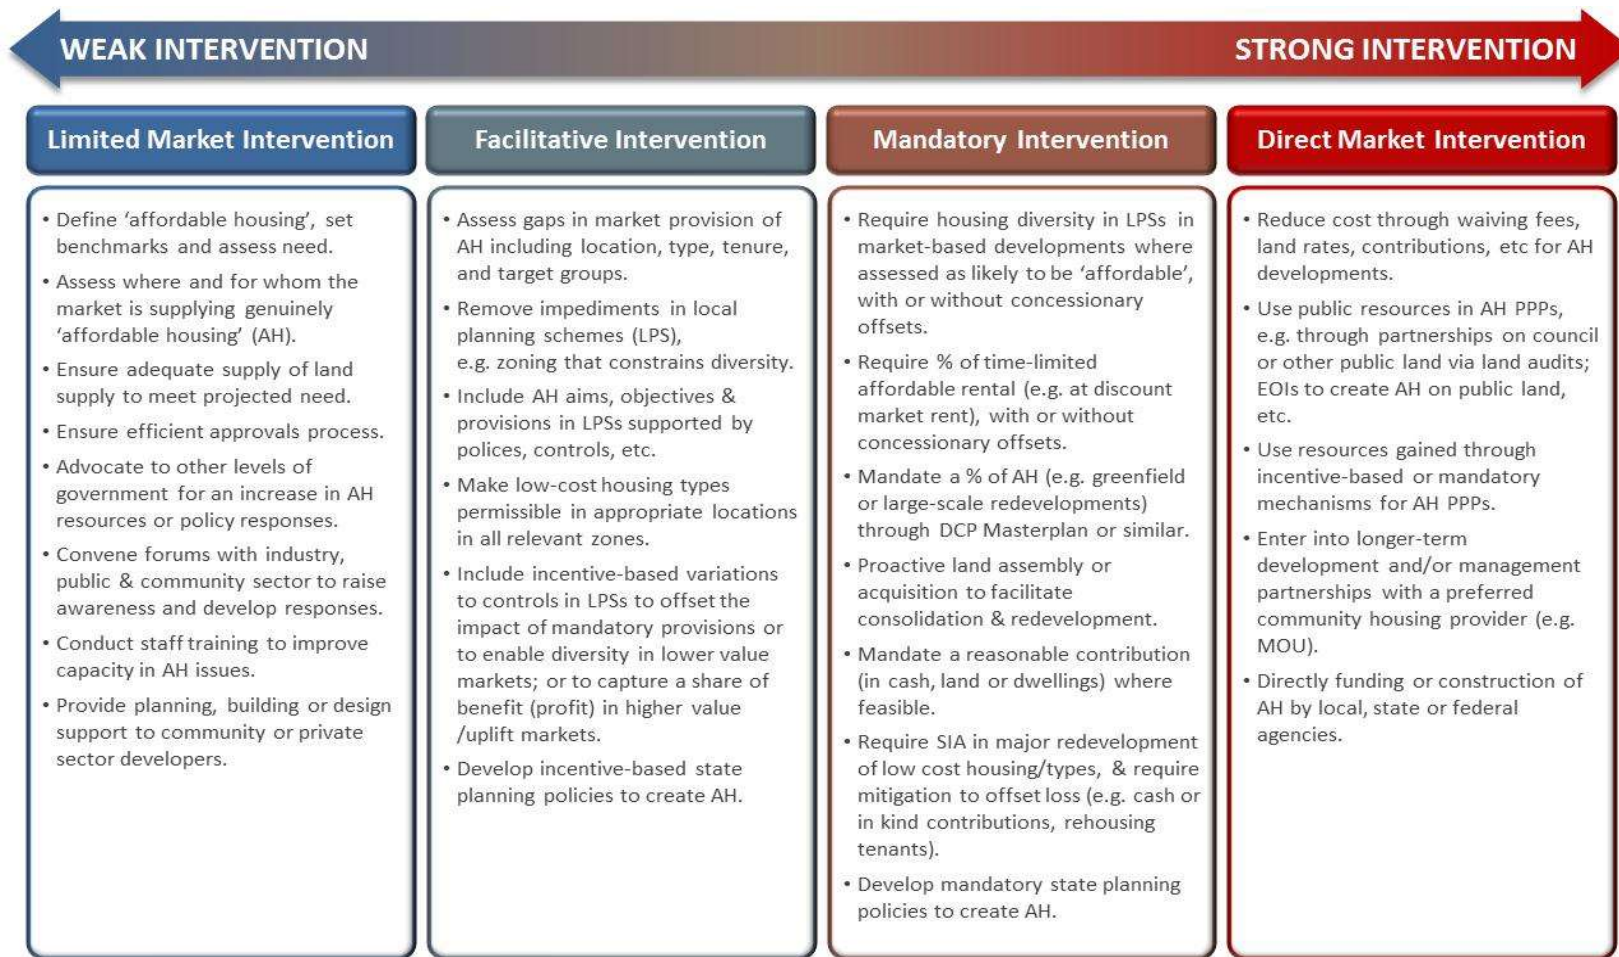 WEAK INTERVENTION
STRONG INTERVENTION
Limited Market Intervention
• Define ‘affordable housing’, set
benchmarks and assess need.
• Assess where and for whom the
market is supplying genuinely
‘affordable housing’ (AH).
• Ensure adequate supply of land
supply to meet projected need.
• Ensure efficient approvals process.
• Advocate to other levels of
government for an increase in AH
resources or policy responses.
• Convene forums with industry,
public & community sector to raise
awareness and develop responses.
• Conduct staff training to improve
capacity in AH issues.
• Provide planning, building or design
support to community or private
sector developers.
Facilitative Intervention
• Assess gaps in market provision of
AH including location, type, tenure,
and target groups.
• Remove impediments in local
planning schemes (LPS),
e.g. zoning that constrains diversity.
• Include AH aims, objectives &
provisions in LPSs supported by
polices, controls, etc.
• Make low-cost housing types
permissible in appropriate locations
in all relevant zones.
• Include incentive-based variations
to controls in LPSs to offset the
impact of mandatory provisions or
to enable diversity in lower value
markets; or to capture a share of
benefit (profit) in higher value
/uplift markets.
• Develop incentive-based state
planning policies to create AH.
Mandatory Intervention
• Require housing diversity in LPSs in
market-based developments where
assessed as likely to be ‘affordable’,
with or without concessionary
offsets.
• Require % of time-limited
affordable rental (e.g. at discount
market rent), with or without
concessionary offsets.
• Mandate a % of AH (e.g. greenfield
or large-scale redevelopments)
through DCP Masterplan or similar.
• Proactive land assembly or
acquisition to facilitate
consolidation & redevelopment.
• Mandate a reasonable contribution
(in cash, land or dwellings) where
feasible.
• Require SIA in major redevelopment
of low cost housing/types, & require
mitigation to offset loss (e.g. cash or
in kind contributions, rehousing
tenants).
• Develop mandatory state planning
policies to create AH.
Direct Market Intervention
• Reduce cost through waiving fees,
land rates, contributions, etc for AH
developments.
• Use public resources in AH PPPs,
e.g. through partnerships on council
or other public land via land audits;
EOIs to create AH on public land,
etc.
• Use resources gained through
incentive-based or mandatory
mechanisms for AH PPPs.
• Enter into longer-term
development and/or management
partnerships with a preferred
community housing provider (e.g.
MOU).
• Directly funding or construction of
AH by local, state or federal
agencies.